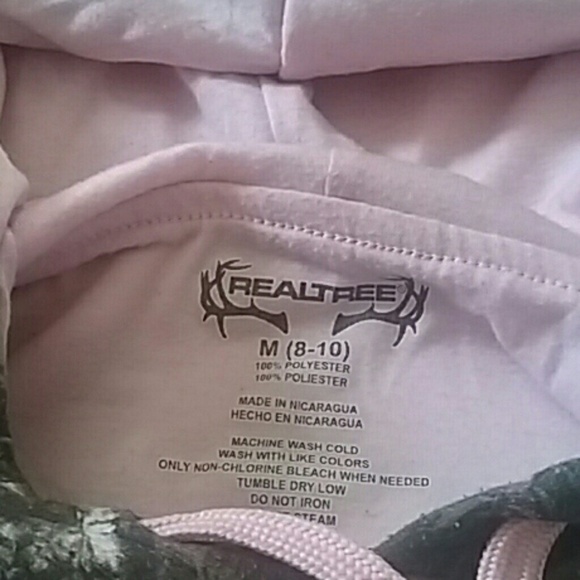 REALTREE
M (8-10)
100% POLYESTER
100% POLIESTER
MADE IN NICARAGUA
HECHO EN NICARAGUA
MACHINE WASH COLD
WASH WITH LIKE COLORS
ONLY NON-CHLORINE BLEACH WHEN NEEDED
TUMBLE DRY LOW
DO NOT IRON
STEAM